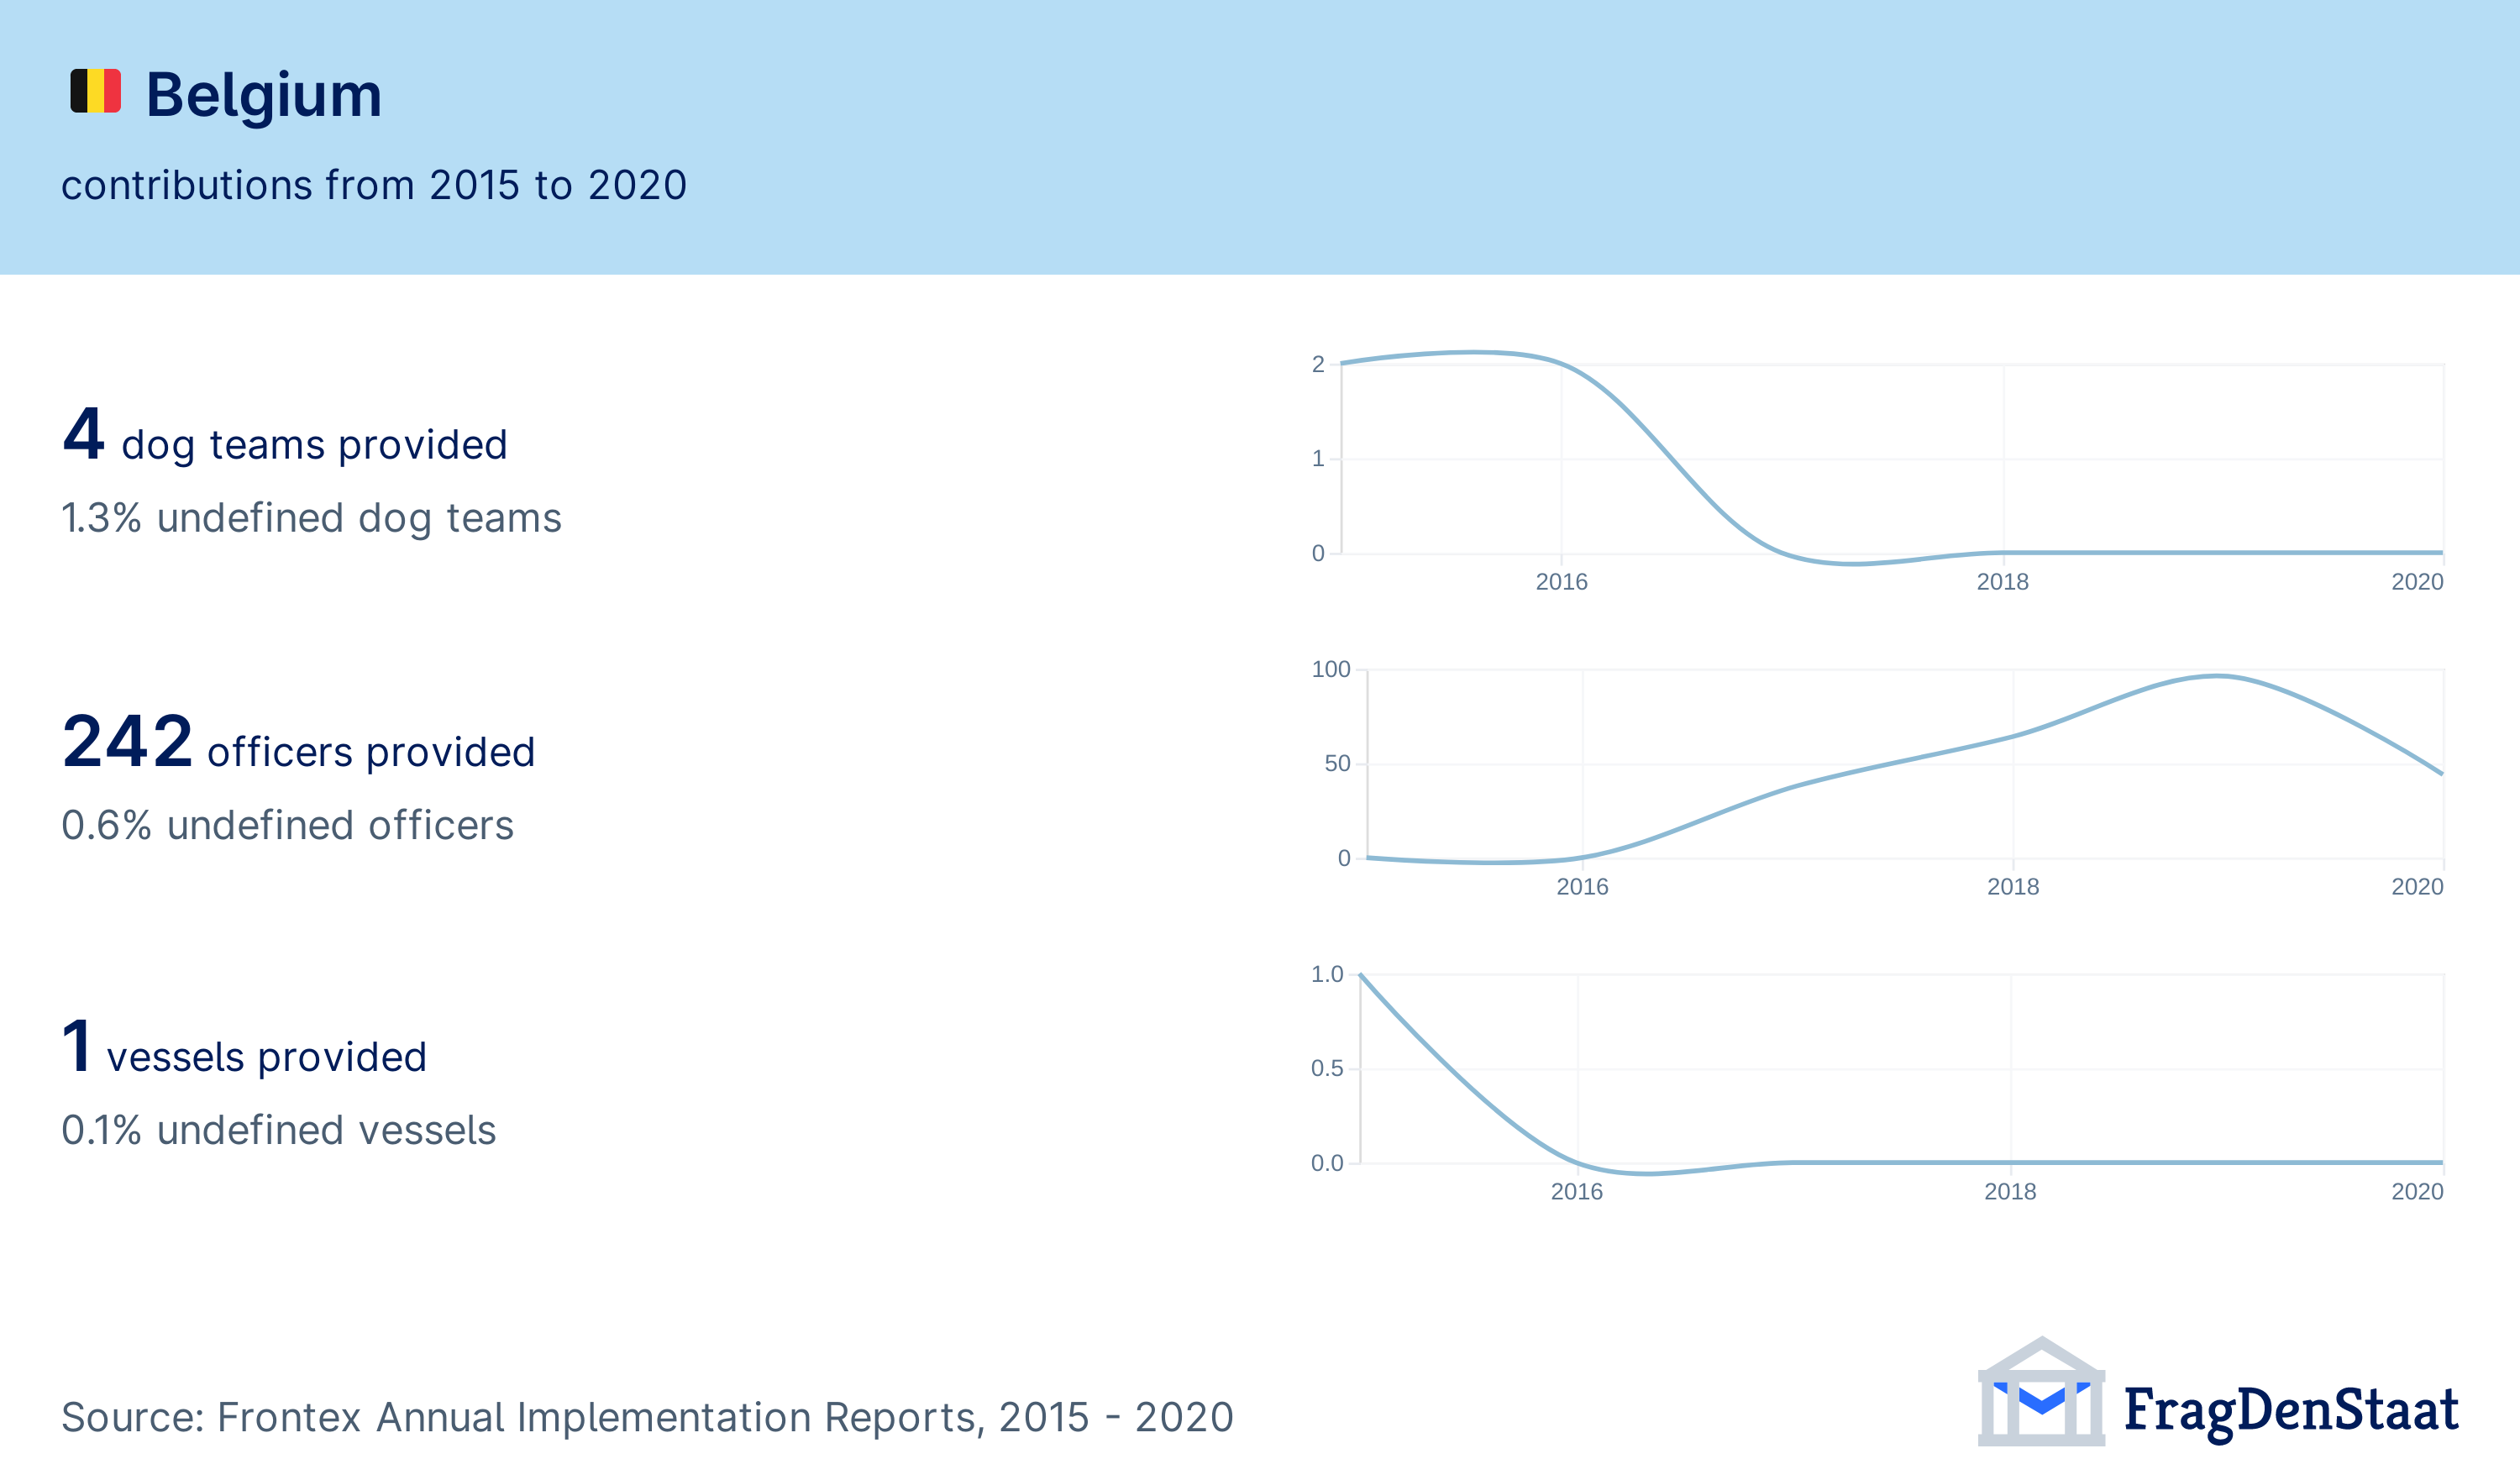 Belgium
contributions from 2015 to 2020
4 dog teams provided
1.3% undefined dog teams
2
1
0
2016
2018
2020
242 officers provided
0.6% undefined officers
100
50
0
2016
2018
2020
1 vessels provided
0.1% undefined vessels
1.0
0.5
0.0
2016
2018
2020
Source: Frontex Annual Implementation Reports, 2015 - 2020
FragDenStaat